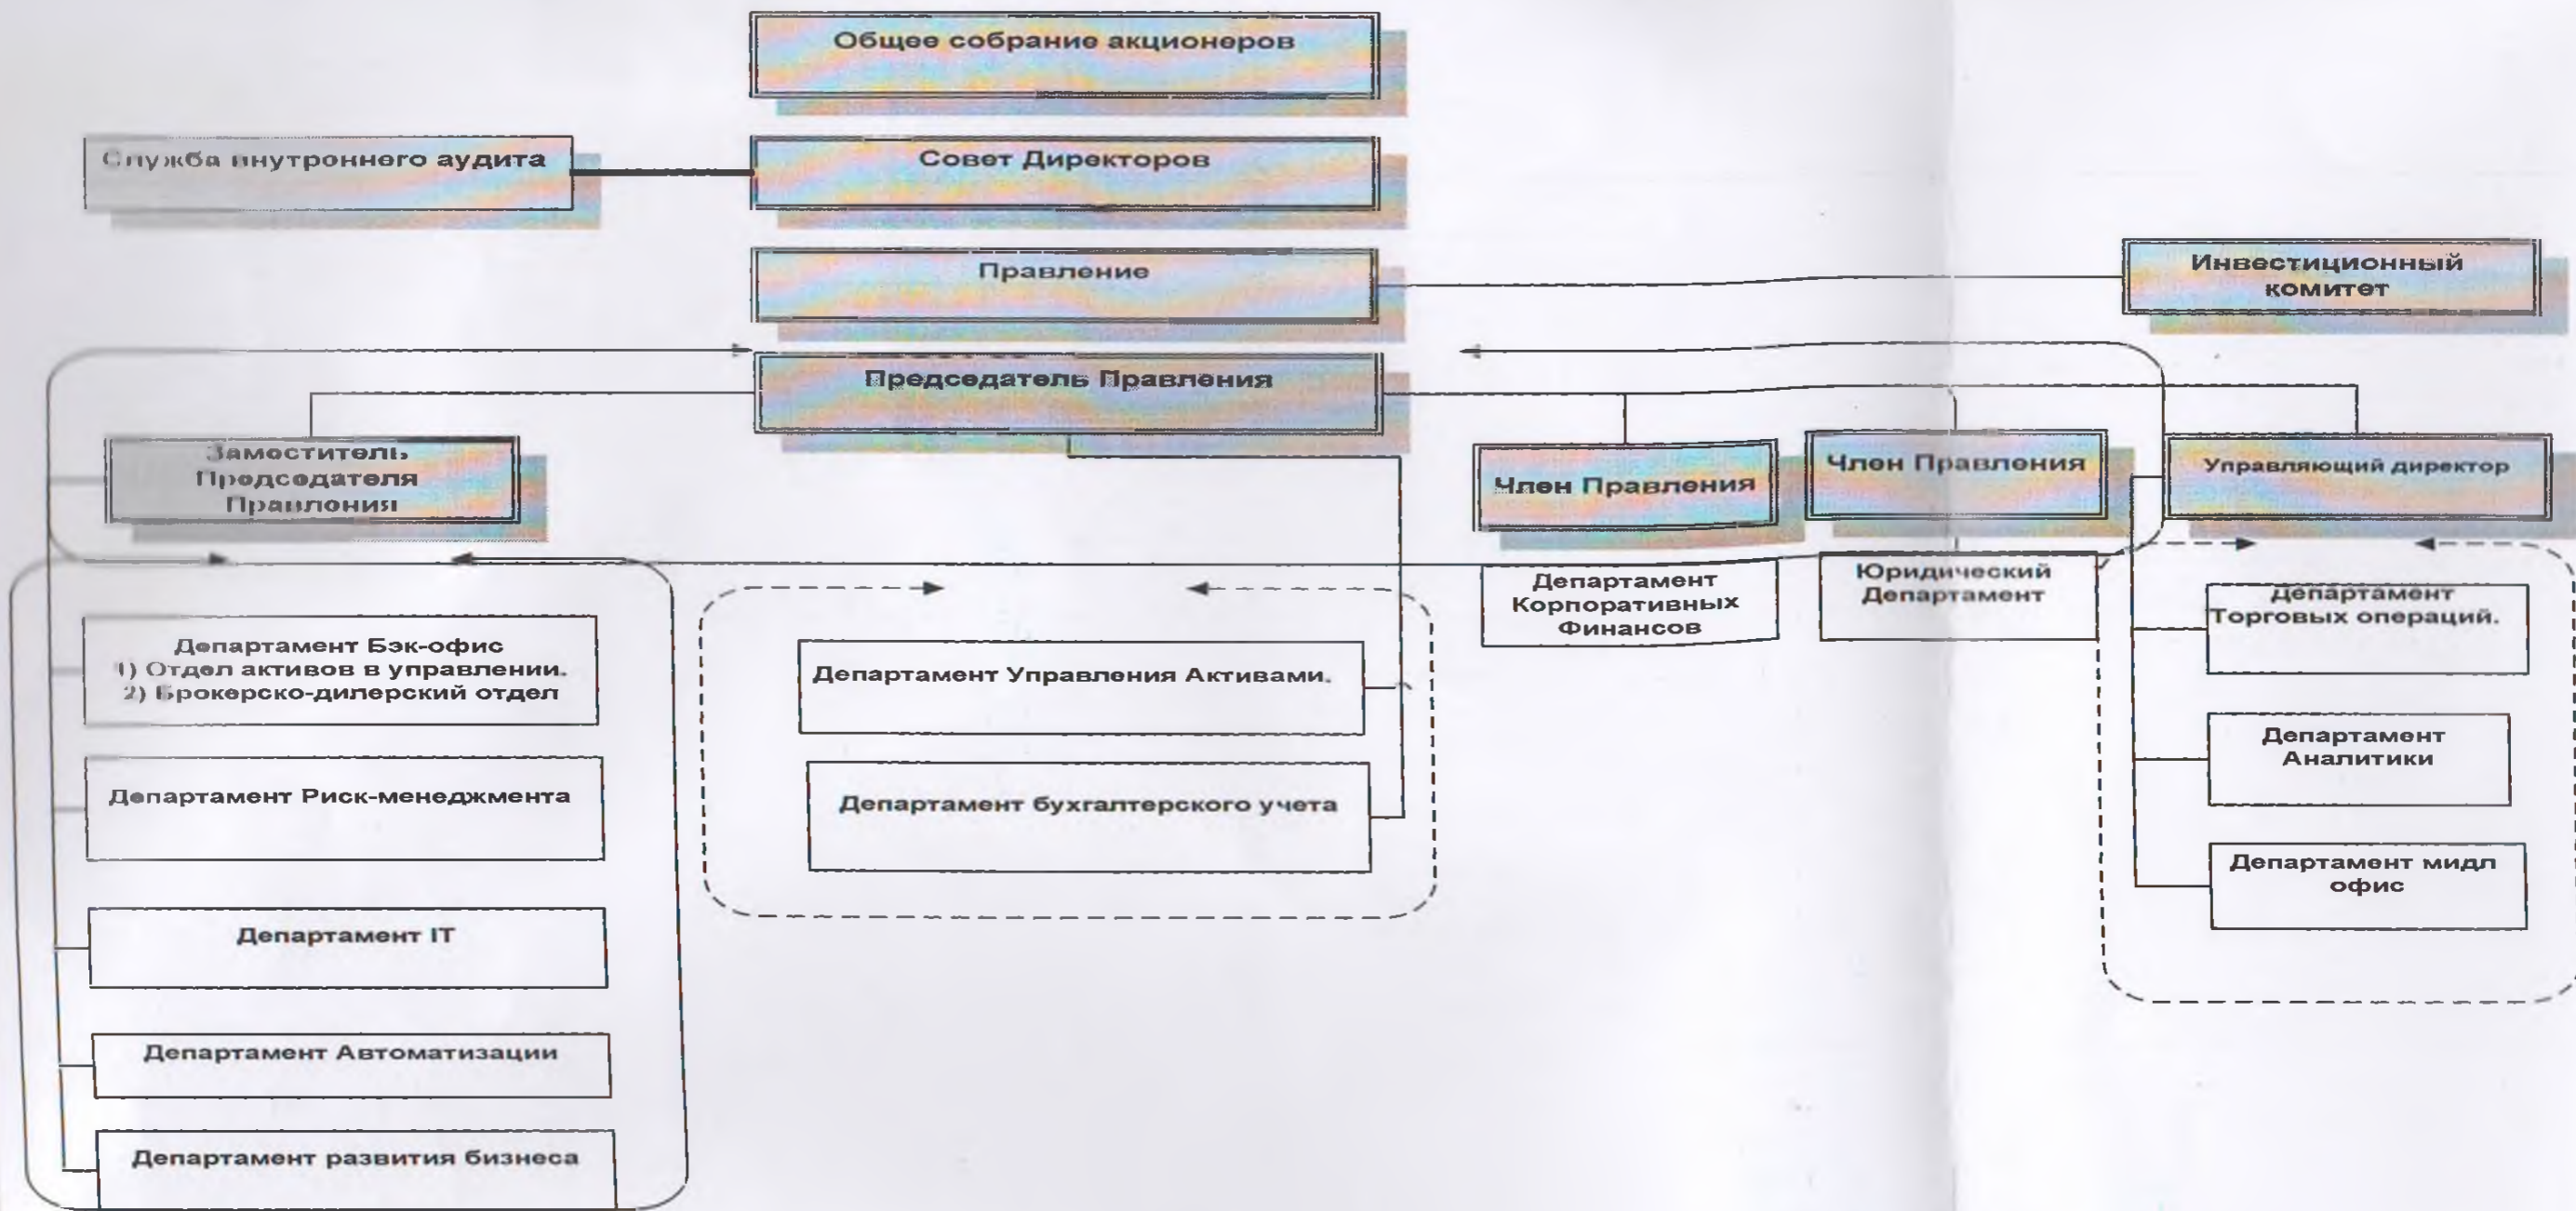 Общее собрание акционеров
Служба внутроннего аудита
Совет Директоров
Правление
Инвестиционный
комитет
Председатель Правления
Заместитель
Председателя
Правления
Член Правления
Член Правления
Управляющий директор
Департамент
Корпоративных
Финансов
Юридический
Департамент
Департамент
Торговых операций.
Департамент Бэк-офис
1) Отдел активов в управлении.
2) Брокерско-дилерский отдел
Департамент Управления Активами.
Департамент
Аналитики
Департамент Риск-менеджмента
Департамент бухгалтерского учета
Департамент мидл
офис
Департамент IT
Департамент Автоматизации
Департамент развития бизнеса